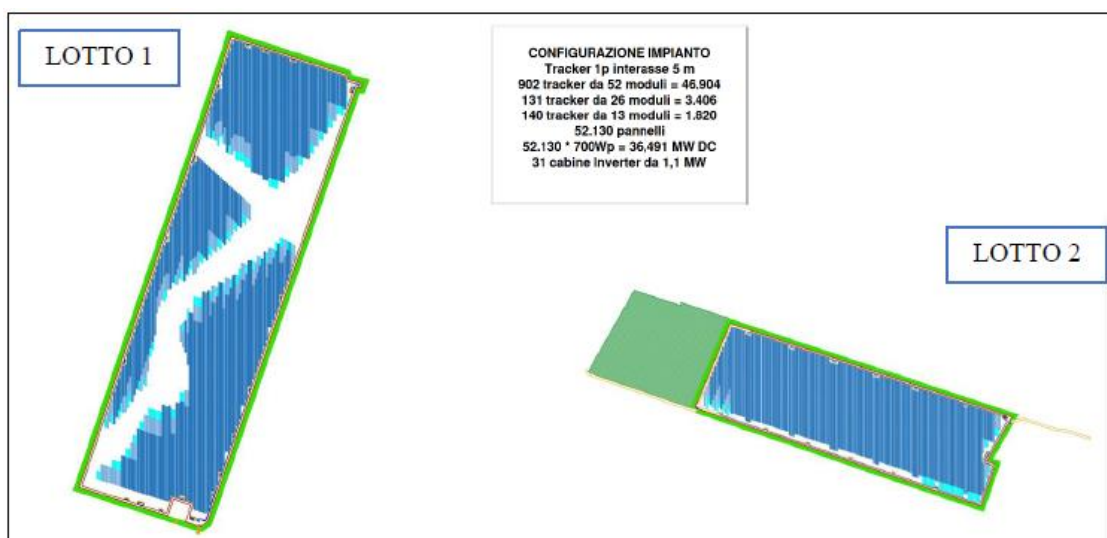 LOTTO 1
CONFIGURAZIONE IMPIANTO
Tracker 1p interasse 5 m
902 tracker da 52 moduli = 46.904
131 tracker da 26 moduli = 3.406
140 tracker da 13 moduli = 1.820
52.130 pannelli
52.130 * 700Wp = 36,491 MW DC
31 cabine inverter da 1,1 MW
LOTTO 2